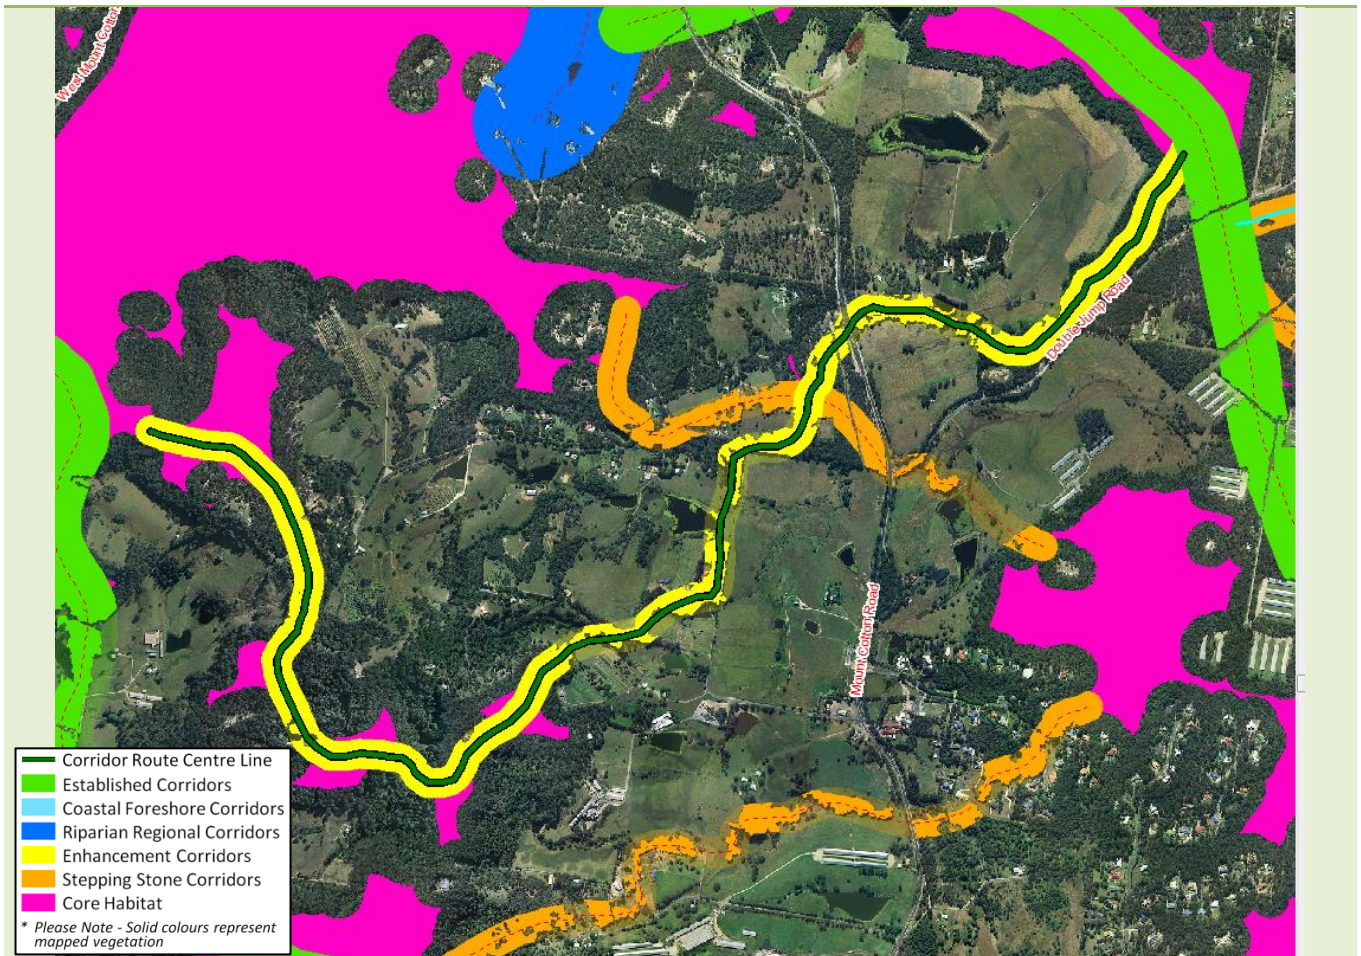 West Mount Cotton
Double Jump Road
Mount Cotton Road
Corridor Route Centre Line
Established Corridors
Coastal Foreshore Corridors
Riparian Regional Corridors
Enhancement Corridors
Stepping Stone Corridors
Core Habitat
* Please Note - Solid colours represent
mapped vegetation